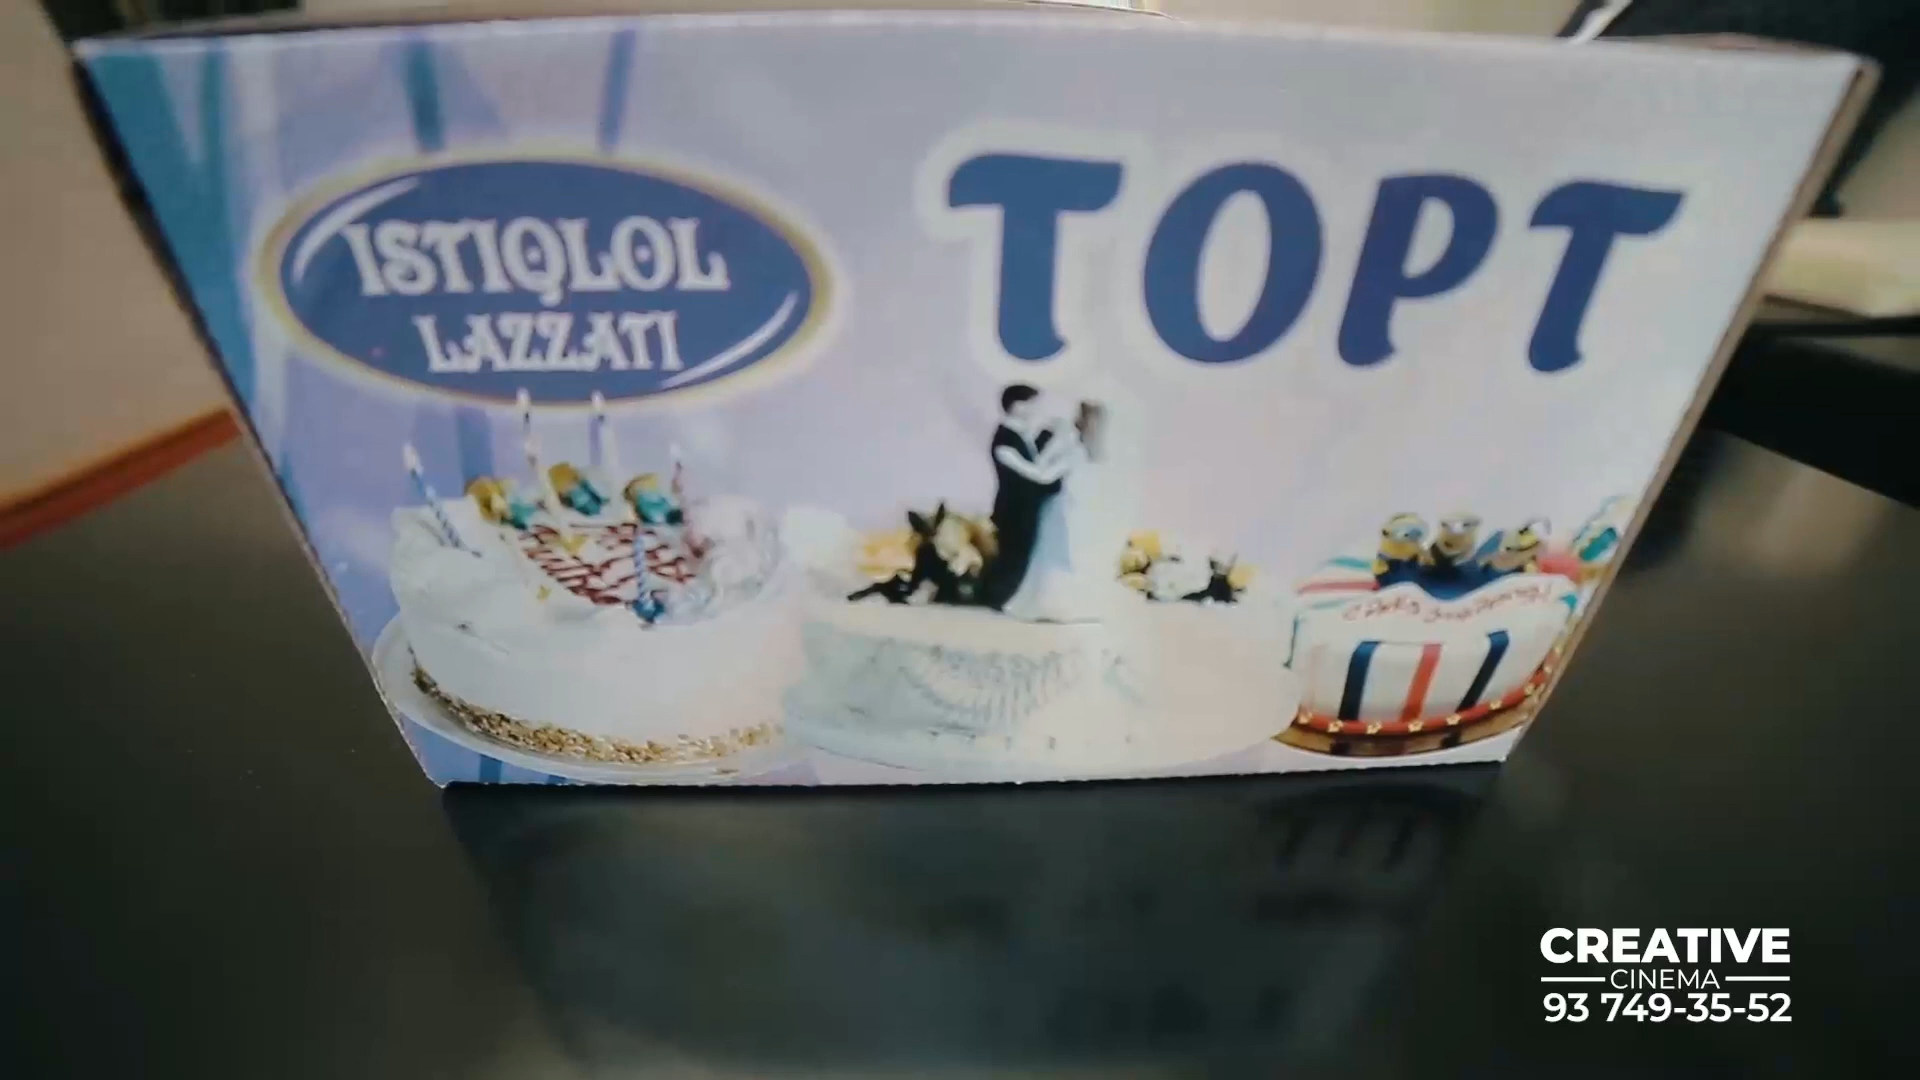 ISTIQLOL
LAZZATI
ТОРТ
CREATIVE
CINEMA
93 749-35-52